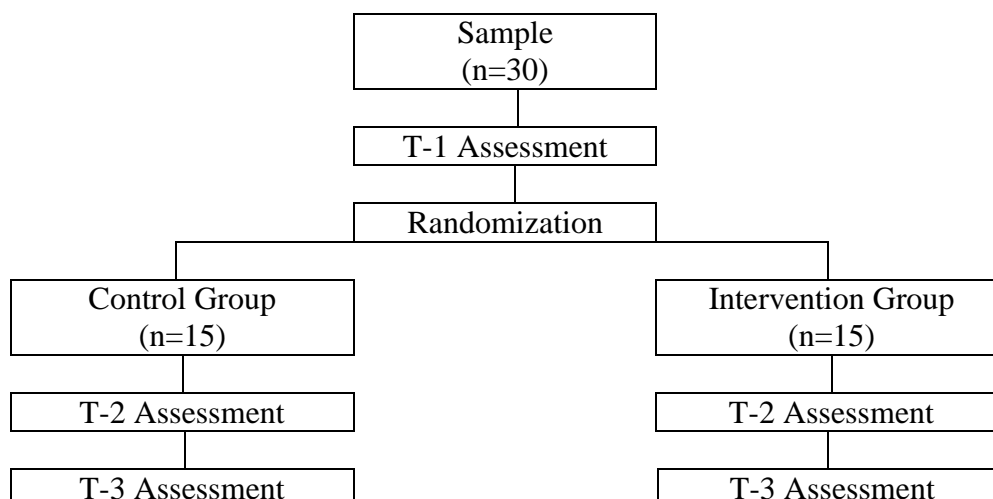 Sample
(n=30)
T-1 Assessment
Randomization
Control Group
(n=15)
Intervention Group
(n=15)
T-2 Assessment
T-2 Assessment
T-3 Assessment
T-3 Assessment